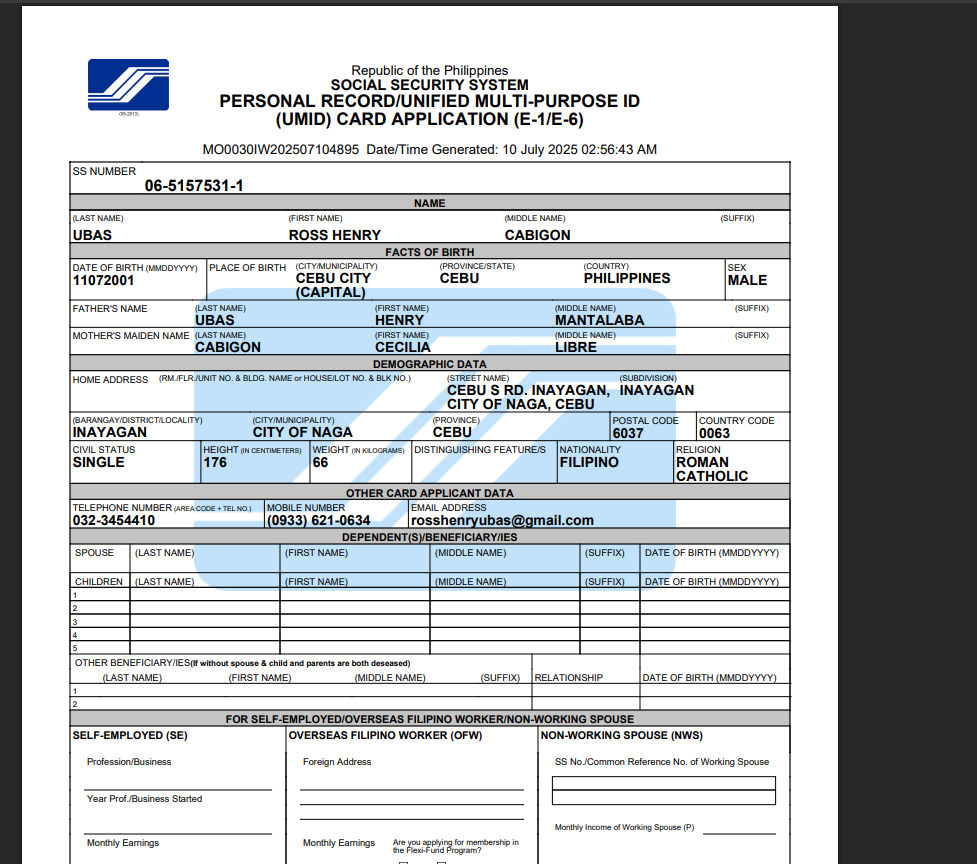 Republic of the Philippines
SOCIAL SECURITY SYSTEM
PERSONAL RECORD/UNIFIED MULTI-PURPOSE ID
(UMID) CARD APPLICATION (E-1/E-6)
(05-2013)
MO0030IW202507104895 Date/Time Generated: 10 July 2025 02:56:43 AM
SS NUMBER
06-5157531-1
NAME
(LAST NAME) (FIRST NAME) (MIDDLE NAME) (SUFFIX)
UBAS ROSS HENRY CABIGON
FACTS OF BIRTH
DATE OF BIRTH (MMDDYYYY) PLACE OF BIRTH (CITY/MUNICIPALITY) (PROVINCE/STATE) (COUNTRY) SEX
11072001 CEBU CITY CEBU PHILIPPINES MALE
(CAPITAL)
FATHER'S NAME (LAST NAME) (FIRST NAME) (MIDDLE NAME) (SUFFIX)
UBAS HENRY MANTALABA
MOTHER'S MAIDEN NAME (LAST NAME) (FIRST NAME) (MIDDLE NAME) (SUFFIX)
CABIGON CECILIA LIBRE
DEMOGRAPHIC DATA
HOME ADDRESS (RM./FLR./UNIT NO. & BLDG. NAME or HOUSE/LOT NO. & BLK NO.) (STREET NAME) (SUBDIVISION)
CEBU S RD. INAYAGAN, INAYAGAN
CITY OF NAGA, CEBU
(BARANGAY/DISTRICT/LOCALITY) (CITY/MUNICIPALITY) (PROVINCE) POSTAL CODE COUNTRY CODE
INAYAGAN CITY OF NAGA CEBU 6037 0063
CIVIL STATUS HEIGHT (IN CENTIMETERS) WEIGHT (IN KILOGRAMS) DISTINGUISHING FEATURE/S NATIONALITY RELIGION
SINGLE 176 66 FILIPINO ROMAN
CATHOLIC
OTHER CARD APPLICANT DATA
TELEPHONE NUMBER (AREA CODE + TEL NO.) MOBILE NUMBER EMAIL ADDRESS
032-3454410 (0933) 621-0634 rosshenryubas@gmail.com
DEPENDENT(S)/BENEFICIARY/IES
SPOUSE (LAST NAME) (FIRST NAME) (MIDDLE NAME) (SUFFIX) DATE OF BIRTH (MMDDYYYY)
CHILDREN (LAST NAME) (FIRST NAME) (MIDDLE NAME) (SUFFIX) DATE OF BIRTH (MMDDYYYY)
1
2
3
4
5
OTHER BENEFICIARY/IES(If without spouse & child and parents are both deseased)
(LAST NAME) (FIRST NAME) (MIDDLE NAME) (SUFFIX) RELATIONSHIP DATE OF BIRTH (MMDDYYYY)
1
2
FOR SELF-EMPLOYED/OVERSEAS FILIPINO WORKER/NON-WORKING SPOUSE
SELF-EMPLOYED (SE) OVERSEAS FILIPINO WORKER (OFW) NON-WORKING SPOUSE (NWS)
Profession/Business Foreign Address SS No./Common Reference No. of Working Spouse
Year Prof./Business Started
Monthly Income of Working Spouse (P)
Monthly Earnings Monthly Earnings Are you applying for membership in
the Flexi-Fund Program?